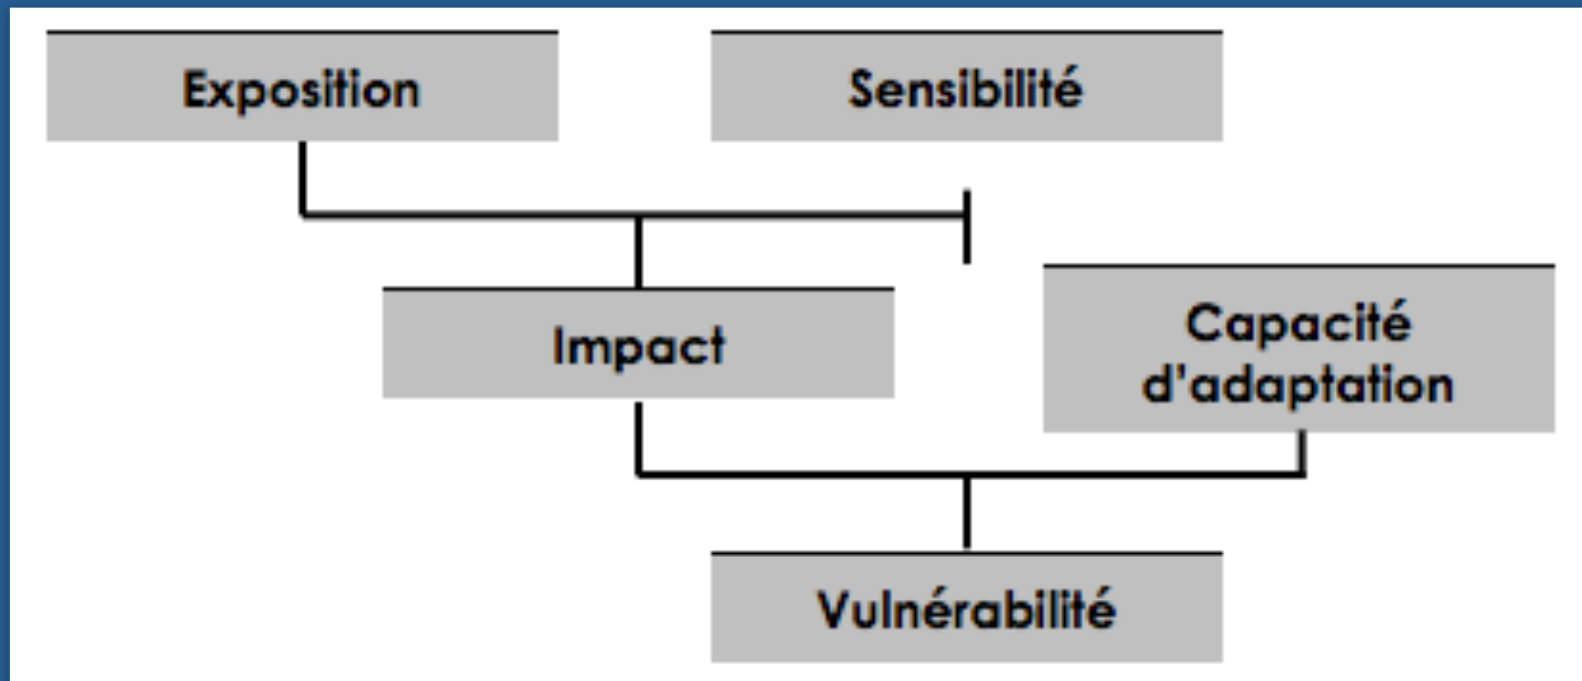 Exposition
Sensibilité
Impact
Capacité
d'adaptation
Vulnérabilité